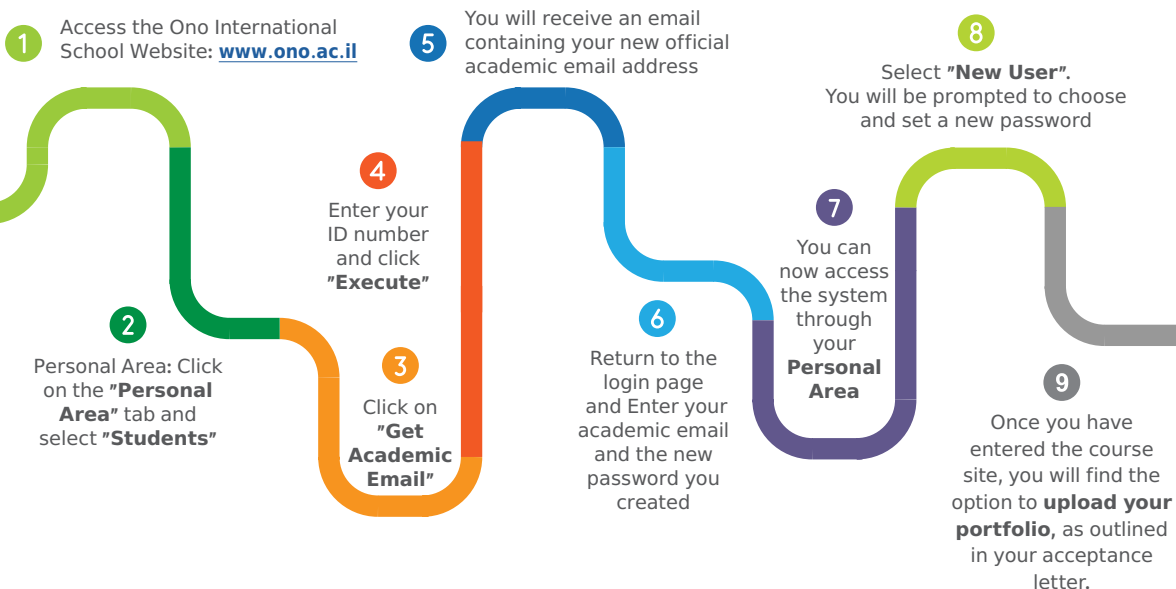 1
Access the Ono International
School Website: www.ono.ac.il
2
Personal Area: Click
on the "Personal
Area" tab and
select "Students"
3
Click on
"Get
Academic
Email"
4
Enter your
ID number
and click
"Execute"
5
You will receive an email
containing your new official
academic email address
6
Return to the
login page
and Enter your
academic email
and the new
password you
created
7
You can
now access
the system
through
your
Personal
Area
8
Select "New User".
You will be prompted to choose
and set a new password
9
Once you have
entered the course
site, you will find the
option to upload your
portfolio, as outlined
in your acceptance
letter.